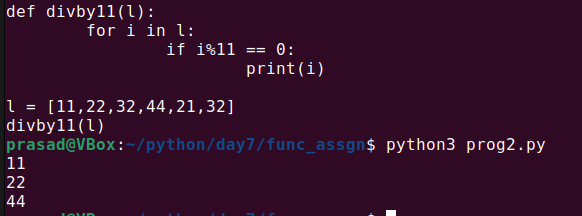 def divby11(l):
        for i in l:
                if i%11 == 0:
                        print(i)

l = [11,22,32,44,21,32]
divby11(l)
prasad@VBox:~/python/day7/func_assgn$ python3 prog2.py
11
22
44